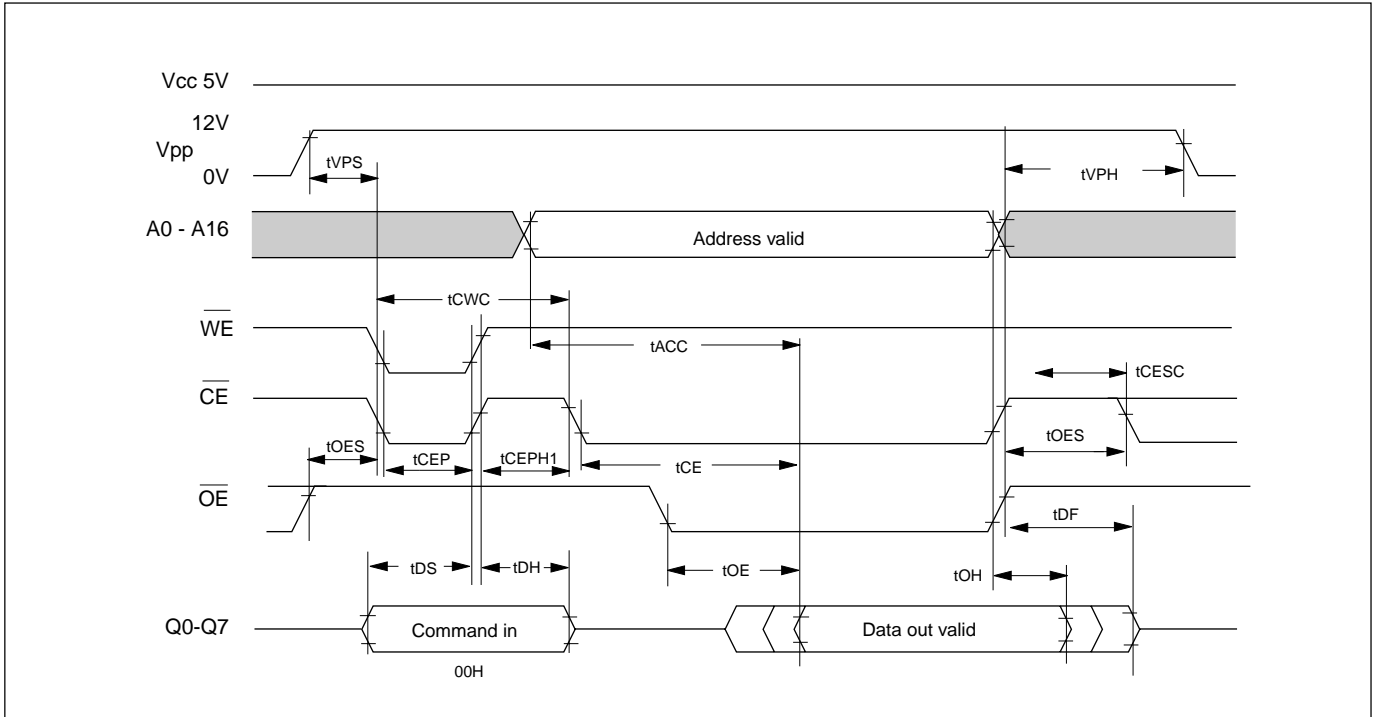 Vcc 5V
12V
Vpp
0V
tVPS
tVPH
A0 - A16
Address valid
tCWC
WE
tACC
tCESC
CE
tOES
tCEP
tCEPH1
tCE
tOES
OE
tDF
tDS
tDH
tOE
tOH
Q0-Q7
Command in
Data out valid
00H